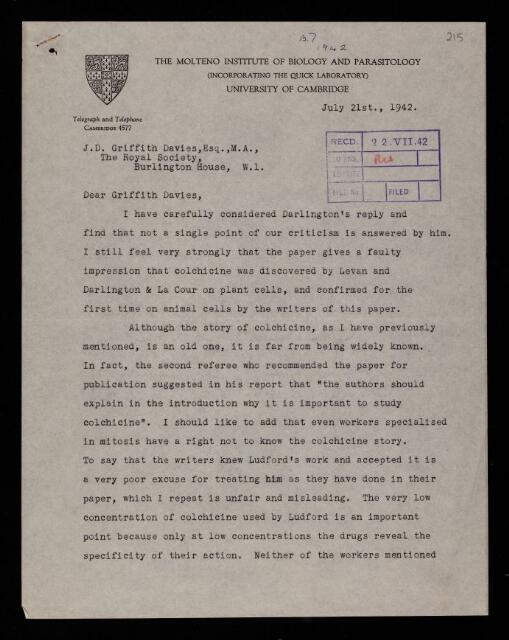 B.7
1942
215
THE MOLTENO INSTITUTE OF BIOLOGY AND PARASITOLOGY
(INCORPORATING THE QUICK LABORATORY)
UNIVERSITY OF CAMBRIDGE
July 21st., 1942.
Telegraph and Telephone
CAMBRIDGE 4577
RECD. 22.VII.42
FILED
J.D. Griffith Davies,Esq.,M.A.,
The Royal Society,
Burlington House, W.1.
Dear Griffith Davies,
I have carefully considered Darlington's reply and
find that not a single point of our criticism is answered by him.
I still feel very strongly that the paper gives a faulty
impression that colchicine was discovered by Levan and
Darlington & La Cour on plant cells, and confirmed for the
first time on animal cells by the writers of this paper.
Although the story of colchicine, as I have previously
mentioned, is an old one, it is far from being widely known.
In fact, the second referee who recommended the paper for
publication suggested in his report that "the authors should
explain in the introduction why it is important to study
colchicine". I should like to add that even workers specialised
in mitosis have a right not to know the colchicine story.
To say that the writers knew Ludford's work and accepted it is
a very poor excuse for treating him as they have done in their
paper, which I repeat is unfair and misleading. The very low
concentration of colchicine used by Ludford is an important
point because only at low concentrations the drugs reveal the
specificity of their action. Neither of the workers mentioned